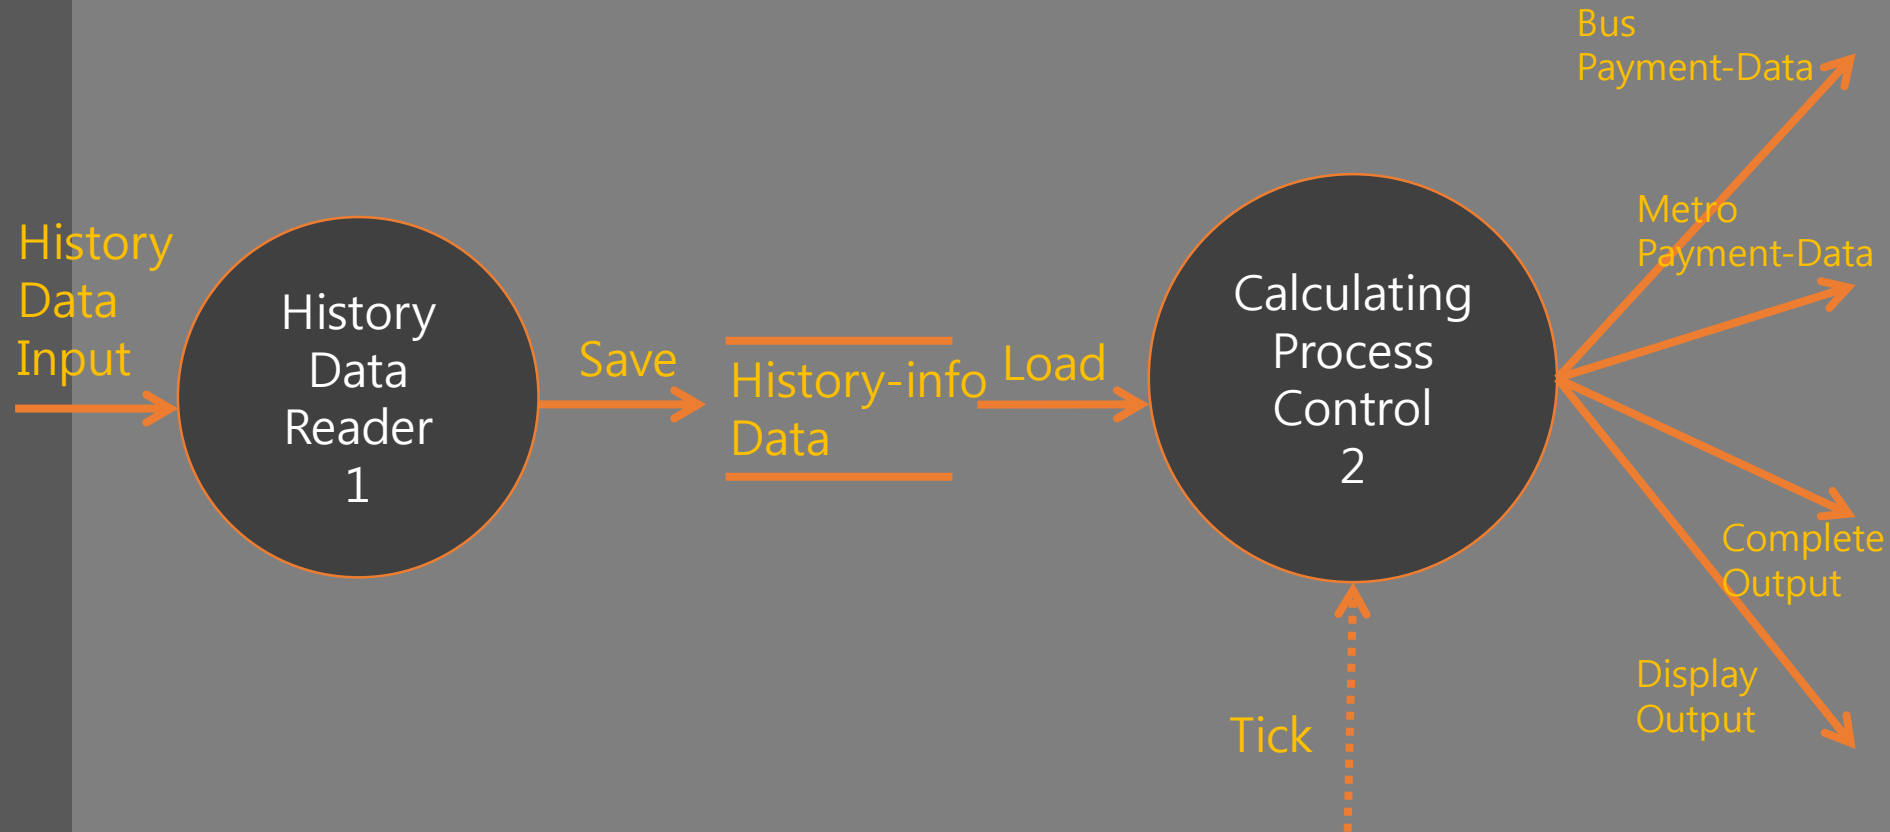 History
Data
Input
History
Data
Reader
1
Save
History-info
Data
Load
Calculating
Process
Control
2
Tick
Bus
Payment-Data
Metro
Payment-Data
Complete
Output
Display
Output